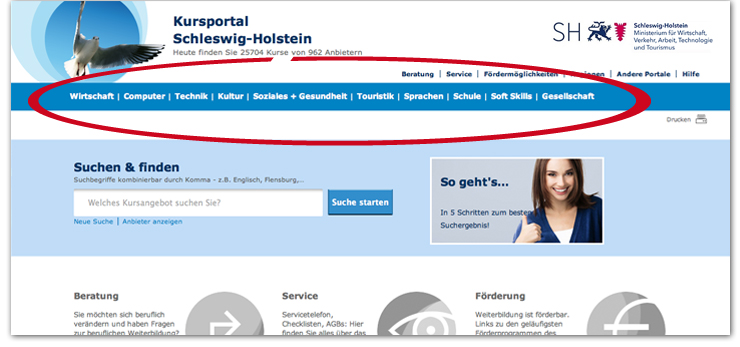 Kursportal
Schleswig-Holstein
Heute finden Sie 25704 Kurse von 962 Anbietern
SH
Schleswig-Holstein
Ministerium für Wirtschaft,
Verkehr, Arbeit, Technologie
und Tourismus
Beratung | Service | Fördermöglichkeiten | Andere Portale | Hilfe
Wirtschaft | Computer | Technik | Kultur | Soziales + Gesundheit | Touristik | Sprachen | Schule | Soft Skills | Gesellschaft
Drucken
Suchen & finden
Suchbegriffe kombinierbar durch Komma - z.B. Englisch, Flensburg,...
Welches Kursangebot suchen Sie?
Suche starten
Neue Suche | Anbieter anzeigen
So geht's...
In 5 Schritten zum besten
Suchergebnis!
Beratung
Sie möchten sich beruflich
verändern und haben Fragen
zur beruflichen Weiterbildung?
Service
Servicetelefon,
Checklisten, AGBs: Hier
finden Sie alles über das
Förderung
Weiterbildung ist förderbar.
Links zu den geläufigsten
Förderprogrammen des